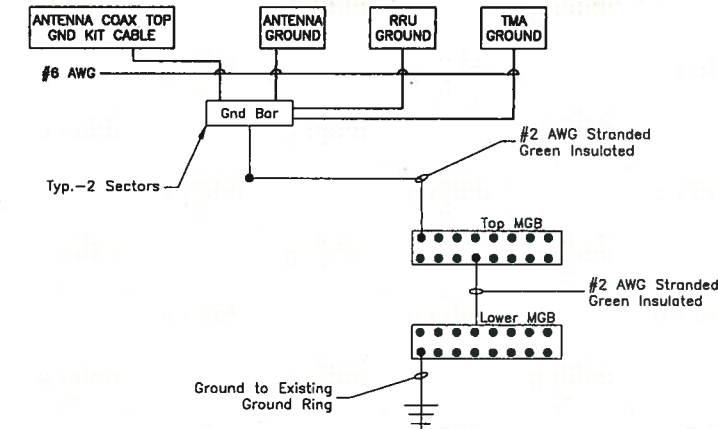 ANTENNA COAX TOP
GND KIT CABLE
ANTENNA
GROUND
RRU
GROUND
TMA
GROUND
#6 AWG
Gnd Bar
#2 AWG Stranded
Green Insulated
Typ.-2 Sectors
Top MGB
#2 AWG Stranded
Green Insulated
Lower MGB
Ground to Existing
Ground Ring